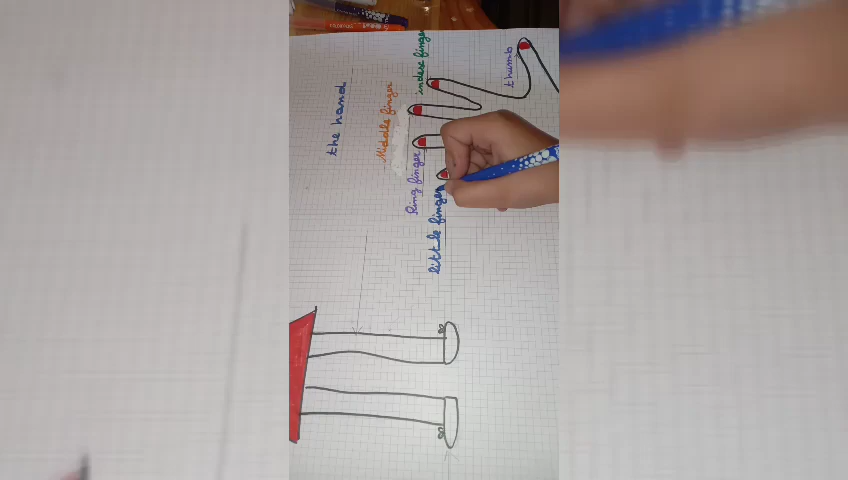 the hand
Middle finger
Ring finger
little finger
index finger
thumb